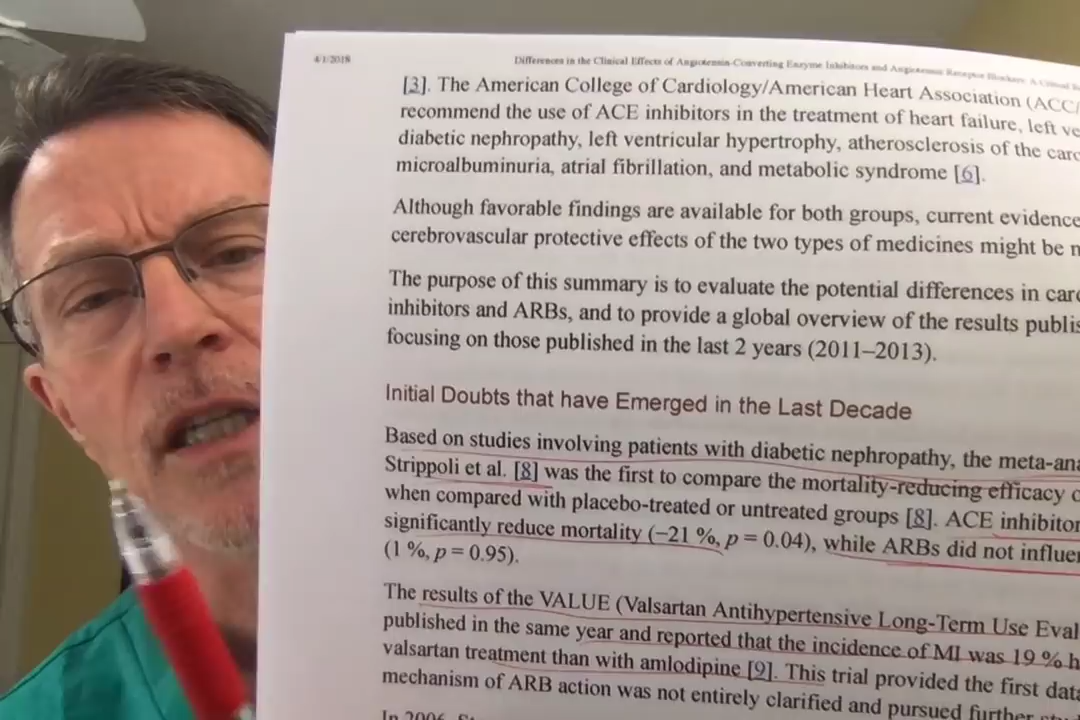 4/1/2018
Differences in the Clinical Effects of Angiotensin-Converting Enzyme Inhibitors and Angiotensin Receptor Blockers: A Clinical
[3]. The American College of Cardiology/American Heart Association (ACC/
recommend the use of ACE inhibitors in the treatment of heart failure, left ve
diabetic nephropathy, left ventricular hypertrophy, atherosclerosis of the caro
microalbuminuria, atrial fibrillation, and metabolic syndrome [6].
Although favorable findings are available for both groups, current evidence
cerebrovascular protective effects of the two types of medicines might be n
The purpose of this summary is to evaluate the potential differences in car
inhibitors and ARBs, and to provide a global overview of the results publis
focusing on those published in the last 2 years (2011–2013).
Initial Doubts that have Emerged in the Last Decade
Based on studies involving patients with diabetic nephropathy, the meta-ana
Strippoli et al. [8] was the first to compare the mortality-reducing efficacy o
when compared with placebo-treated or untreated groups [8]. ACE inhibitor
significantly reduce mortality (−21 %, p = 0.04), while ARBs did not influe
(1 %, p = 0.95).
The results of the VALUE (Valsartan Antihypertensive Long-Term Use Eval
published in the same year and reported that the incidence of MI was 19 % h
valsartan treatment than with amlodipine [9]. This trial provided the first data
mechanism of ARB action was not entirely clarified and pursued further
In 2006, St